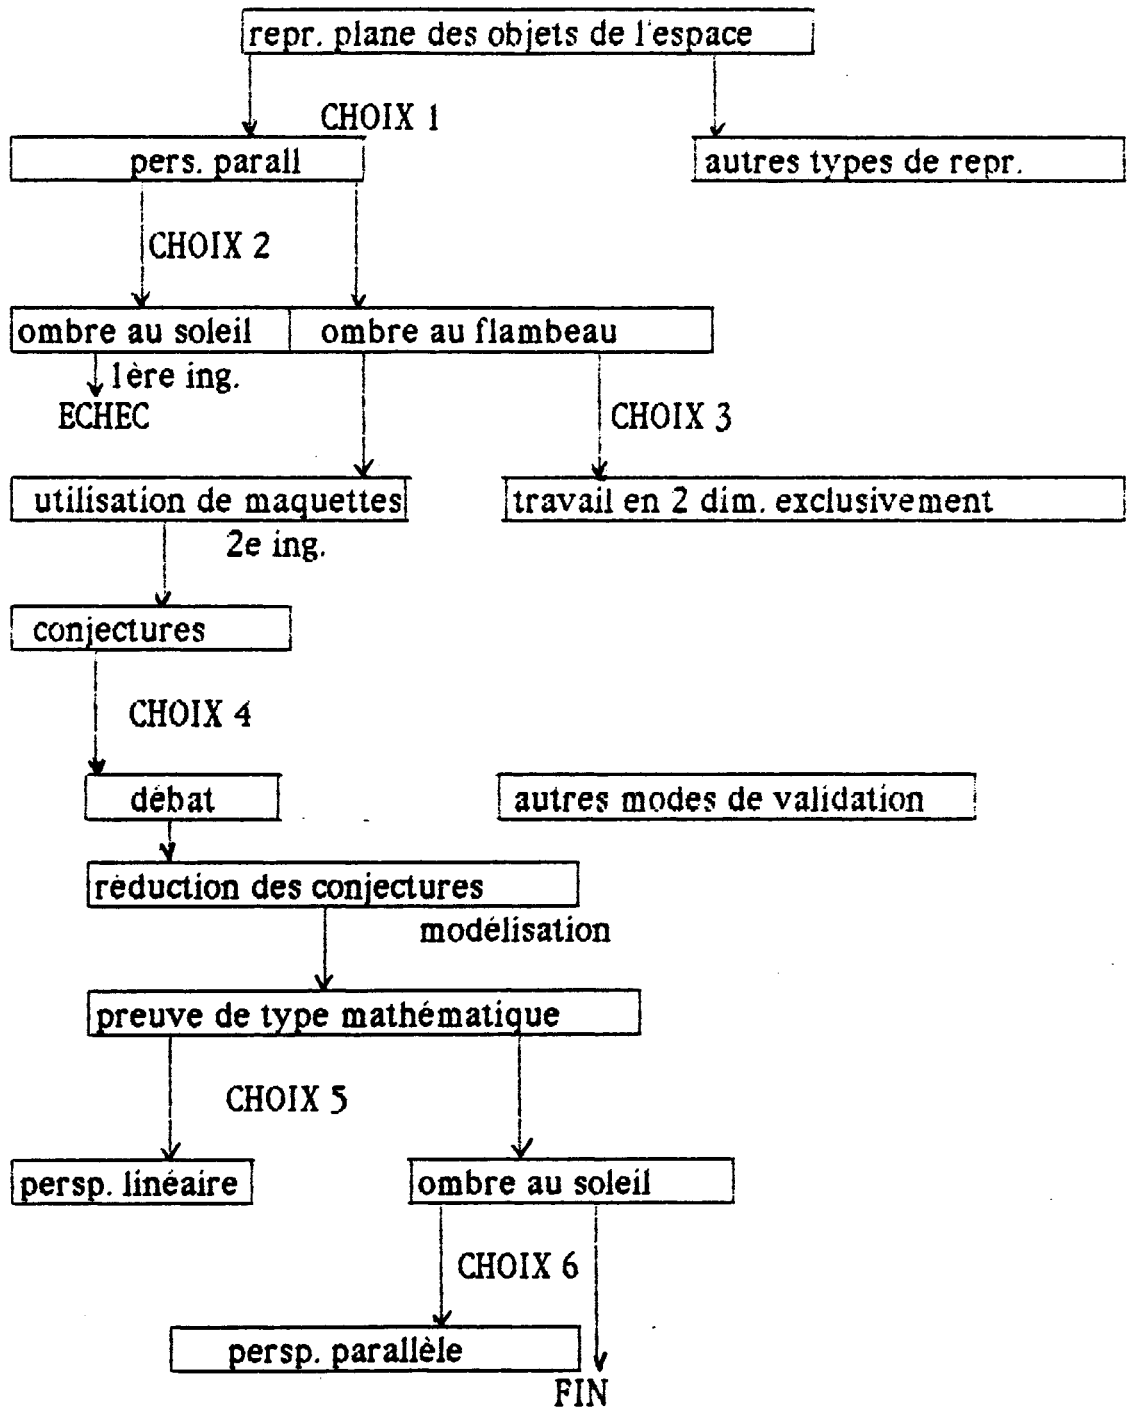 repr. plane des objets de l'espace
CHOIX 1
pers. parall
autres types de repr.
CHOIX 2
ombre au soleil
ombre au flambeau
1ère ing.
ECHEC
CHOIX 3
utilisation de maquettes
travail en 2 dim. exclusivement
2e ing.
conjectures
CHOIX 4
débat
autres modes de validation
réduction des conjectures
modélisation
preuve de type mathématique
CHOIX 5
persp. linéaire
ombre au soleil
CHOIX 6
persp. parallèle
FIN